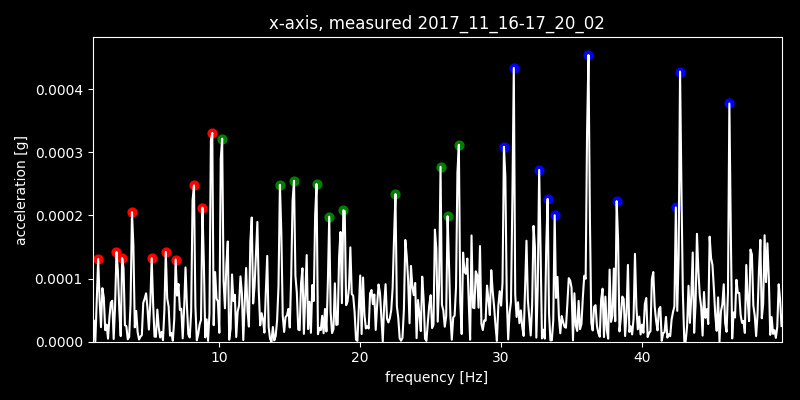 x-axis, measured 2017_11_16-17_20_02
0.0004
0.0003
0.0002
0.0001
0.0000
acceleration [g]
10 20 30 40
frequency [Hz]